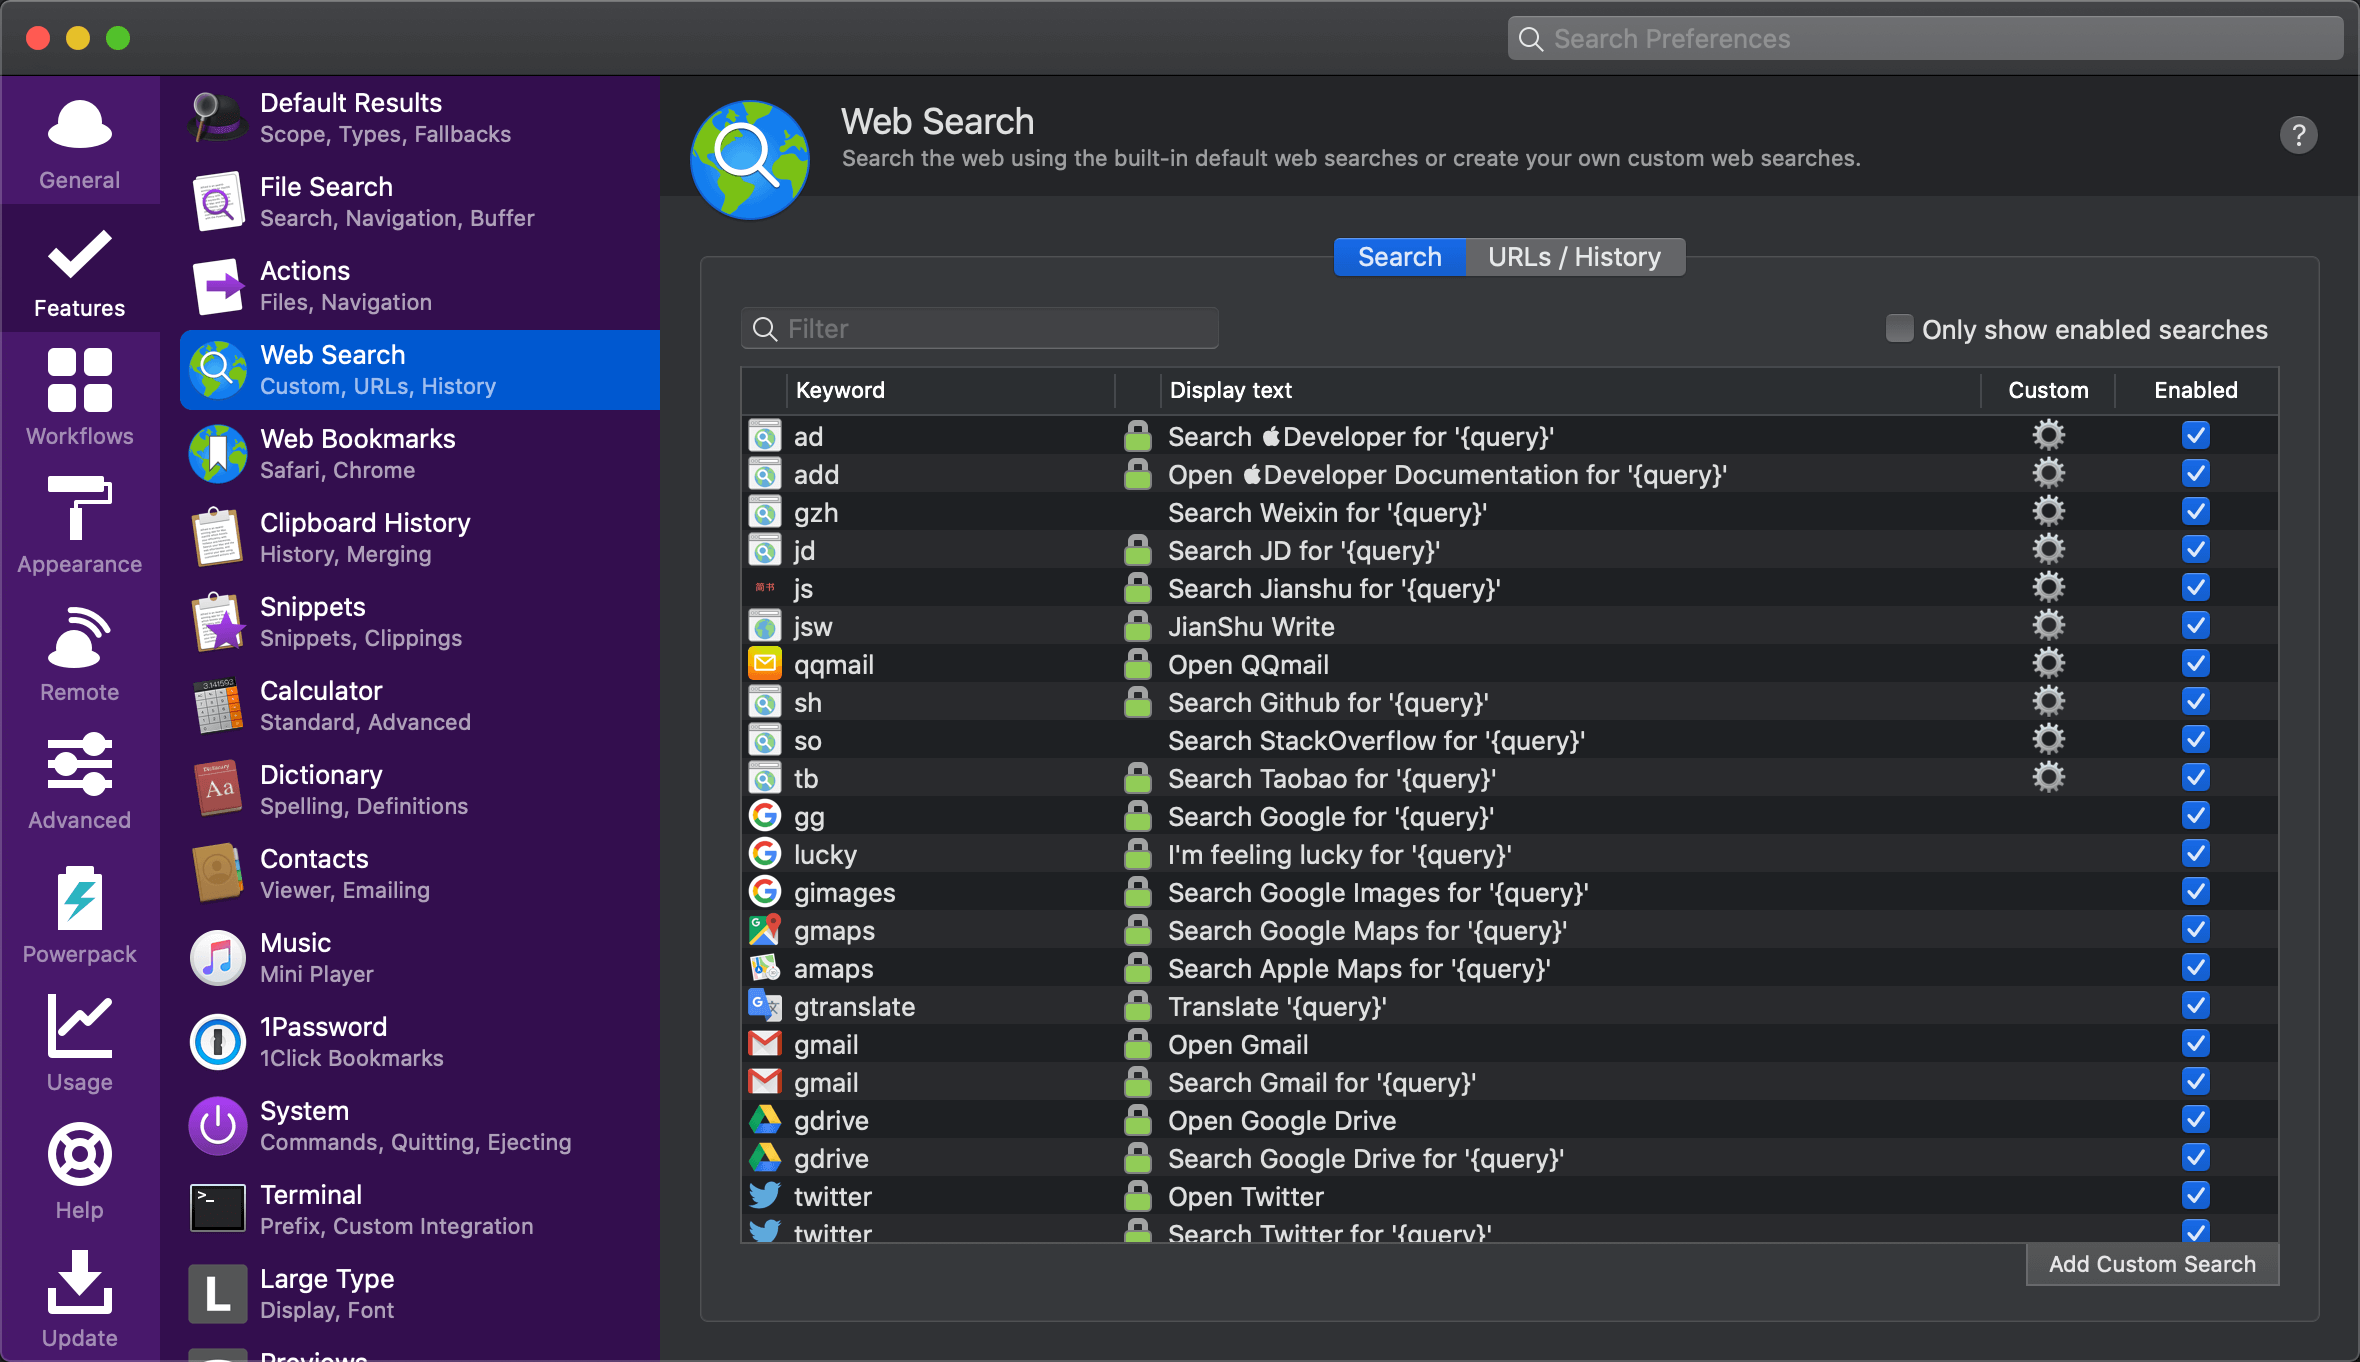 Search Preferences
General
Features
Workflows
Appearance
Remote
Advanced
Powerpack
Usage
Help
Update
Default Results
Scope, Types, Fallbacks
File Search
Search, Navigation, Buffer
Actions
Files, Navigation
Web Search
Custom, URLs, History
Web Bookmarks
Safari, Chrome
Clipboard History
History, Merging
Snippets
Snippets, Clippings
Calculator
Standard, Advanced
Dictionary
Spelling, Definitions
Contacts
Viewer, Emailing
Music
Mini Player
1Password
1Click Bookmarks
System
Commands, Quitting, Ejecting
Terminal
Prefix, Custom Integration
Large Type
Display, Font
Previews
Web Search
Search the web using the built-in default web searches or create your own custom web searches.
?
Search URLs / History
Filter
Only show enabled searches
Keyword Display text Custom Enabled
ad Search Developer for '{query}'
add Open Developer Documentation for '{query}'
gzh Search Weixin for '{query}'
jd Search JD for '{query}'
简书 js Search Jianshu for '{query}'
jsw JianShu Write
qqmail Open QQmail
sh Search Github for '{query}'
so Search StackOverflow for '{query}'
tb Search Taobao for '{query}'
gg Search Google for '{query}'
lucky I'm feeling lucky for '{query}'
gimages Search Google Images for '{query}'
gmaps Search Google Maps for '{query}'
amaps Search Apple Maps for '{query}'
gtranslate Translate '{query}'
gmail Open Gmail
gmail Search Gmail for '{query}'
gdrive Open Google Drive
gdrive Search Google Drive for '{query}'
twitter Open Twitter
twitter Search Twitter for '{query}'
Add Custom Search